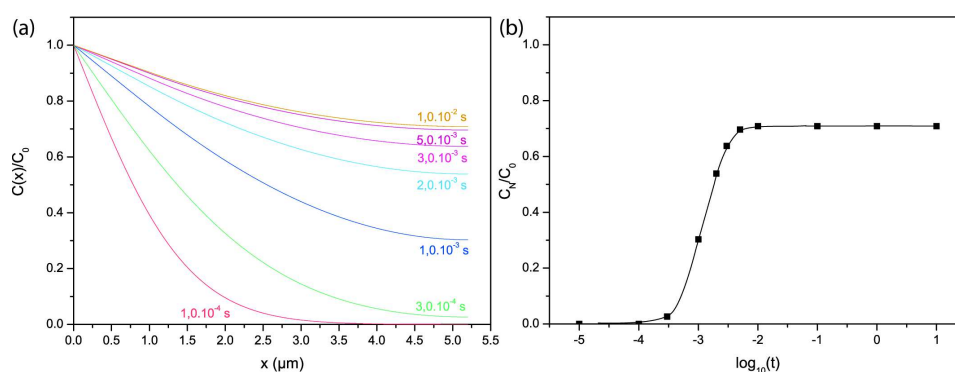 (a)
C(x)/C₀
1.0
0.8
0.6
0.4
0.2
0.0
1,0.10⁻² s
5,0.10⁻³ s
3,0.10⁻³ s
2,0.10⁻³ s
1,0.10⁻³ s
3,0.10⁻⁴ s
1,0.10⁻⁴ s
0.0 0.5 1.0 1.5 2.0 2.5 3.0 3.5 4.0 4.5 5.0 5.5
x (µm)
(b)
C_N/C₀
1.0
0.8
0.6
0.4
0.2
0.0
-5 -4 -3 -2 -1 0 1
log₁₀(t)